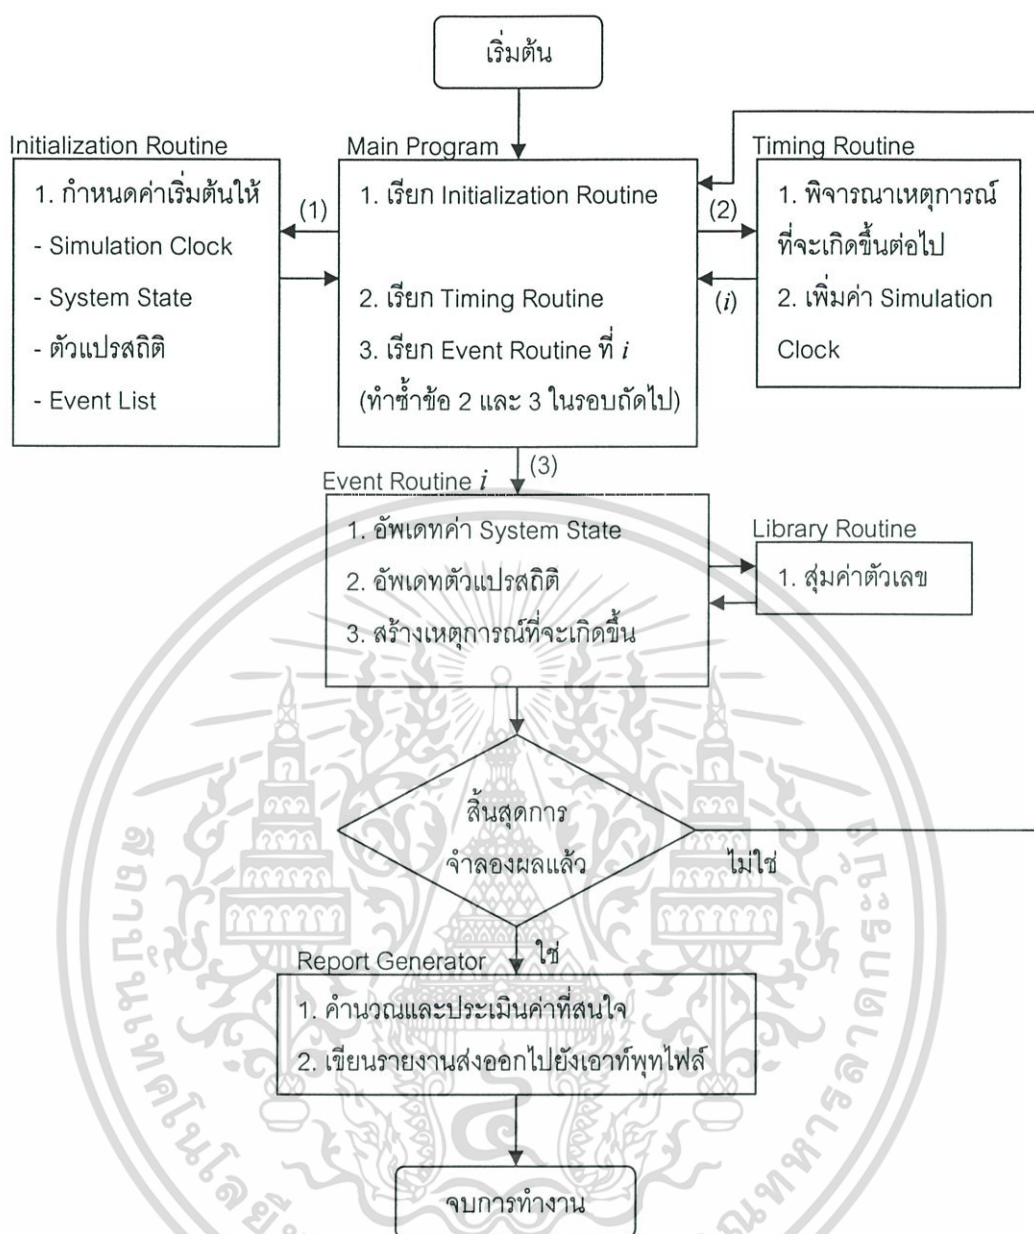 เริ่มต้น
Initialization Routine
1. กำหนดค่าเริ่มต้นให้
- Simulation Clock
- System State
- ตัวแปรสถิติ
- Event List
(1)
Main Program
1. เรียก Initialization Routine
2. เรียก Timing Routine
3. เรียก Event Routine ที่ i
(ทำซ้ำข้อ 2 และ 3 ในรอบถัดไป)
(2)
(i)
Timing Routine
1. พิจารณาเหตุการณ์
ที่จะเกิดขึ้นต่อไป
2. เพิ่มค่า Simulation
Clock
(3)
Event Routine i
1. อัพเดทค่า System State
2. อัพเดทตัวแปรสถิติ
3. สร้างเหตุการณ์ที่จะเกิดขึ้น
Library Routine
1. สุ่มค่าตัวเลข
สิ้นสุดการ
จำลองผลแล้ว
ไม่ใช่
ใช่
Report Generator
1. คำนวณและประเมินค่าที่สนใจ
2. เขียนรายงานส่งออกไปยังเอาท์พุทไฟล์
จบการทำงาน